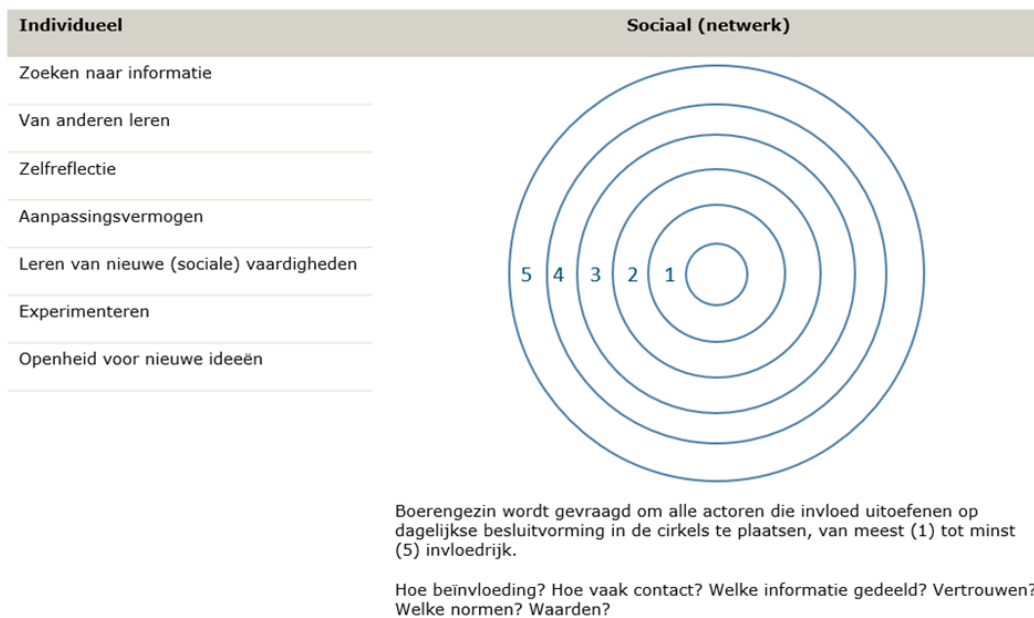 Individueel
Sociaal (netwerk)
Zoeken naar informatie
Van anderen leren
Zelfreflectie
Aanpassingsvermogen
Leren van nieuwe (sociale) vaardigheden
Experimenteren
Openheid voor nieuwe ideeën
5 4 3 2 1
Boerengezin wordt gevraagd om alle actoren die invloed uitoefenen op
dagelijkse besluitvorming in de cirkels te plaatsen, van meest (1) tot minst
(5) invloedrijk.
Hoe beïnvloeding? Hoe vaak contact? Welke informatie gedeeld? Vertrouwen?
Welke normen? Waarden?